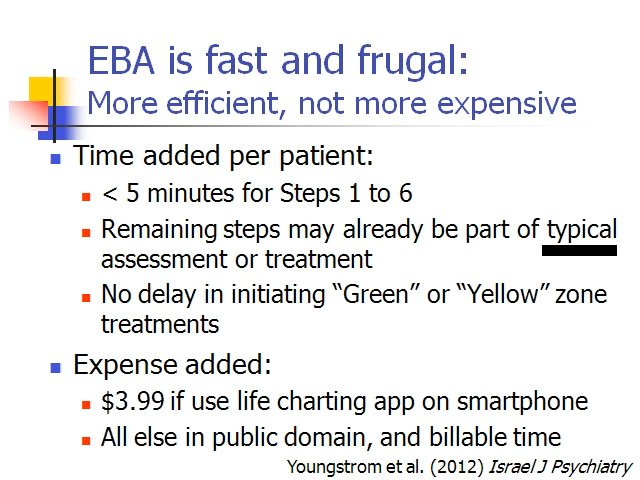 EBA is fast and frugal:
More efficient, not more expensive
Time added per patient:
< 5 minutes for Steps 1 to 6
Remaining steps may already be part of typical
assessment or treatment
No delay in initiating “Green” or “Yellow” zone
treatments
Expense added:
$3.99 if use life charting app on smartphone
All else in public domain, and billable time
Youngstrom et al. (2012) Israel J Psychiatry